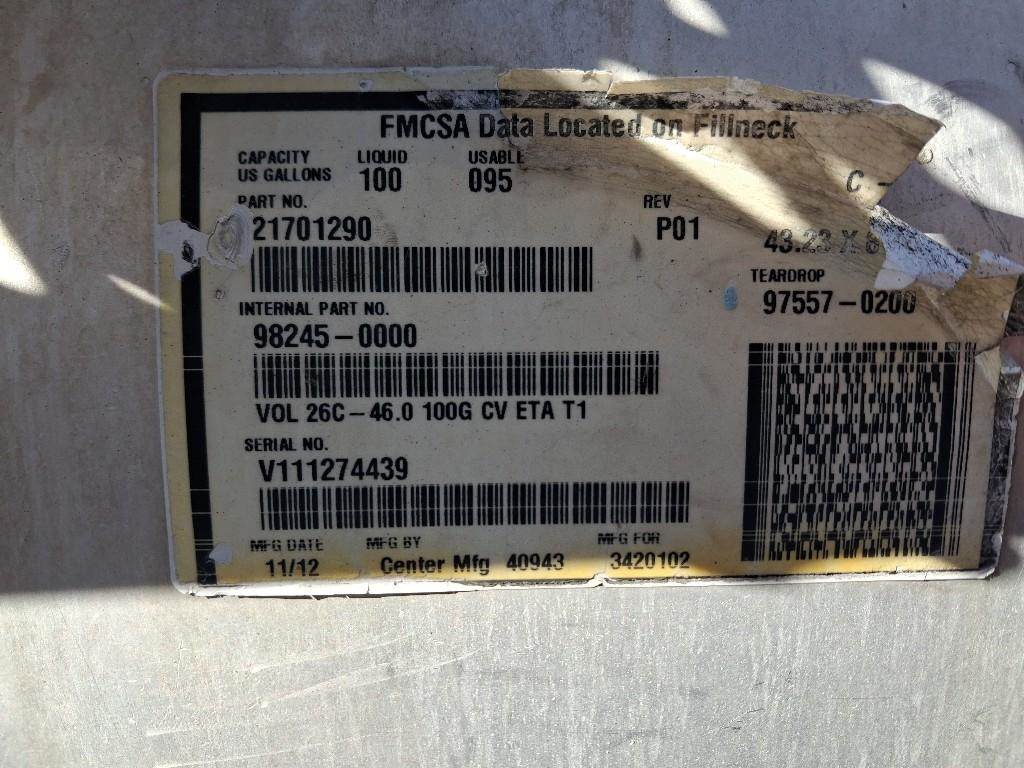 FMCSA Data Located on Fillneck
CAPACITY LIQUID USABLE
US GALLONS 100 095
C -
PART NO. REV
21701290 P01 43.23 X
TEARDROP
97557-0200
INTERNAL PART NO.
98245-0000
VOL 26C-46.0 100G CV ETA T1
SERIAL NO.
V111274439
MFG DATE MFG BY MFG FOR
11/12 Center Mfg 40943 3420102